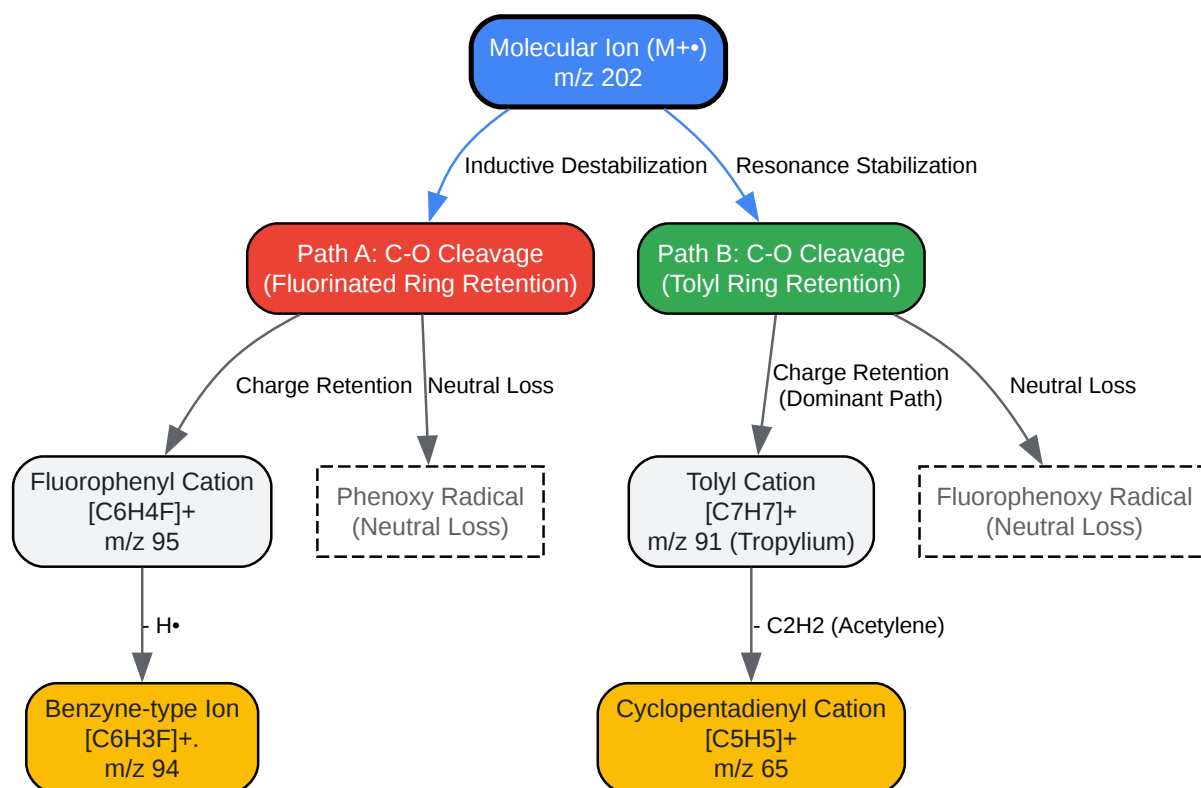 Molecular Ion (M+•)
m/z 202
Inductive Destabilization
Resonance Stabilization
Path A: C-O Cleavage
(Fluorinated Ring Retention)
Path B: C-O Cleavage
(Tolyl Ring Retention)
Charge Retention
Neutral Loss
Charge Retention
(Dominant Path)
Neutral Loss
Fluorophenyl Cation
[C6H4F]+
m/z 95
Phenoxy Radical
(Neutral Loss)
Tolyl Cation
[C7H7]+
m/z 91 (Tropylium)
Fluorophenoxy Radical
(Neutral Loss)
- H•
- C2H2 (Acetylene)
Benzyne-type Ion
[C6H3F]+.
m/z 94
Cyclopentadienyl Cation
[C5H5]+
m/z 65